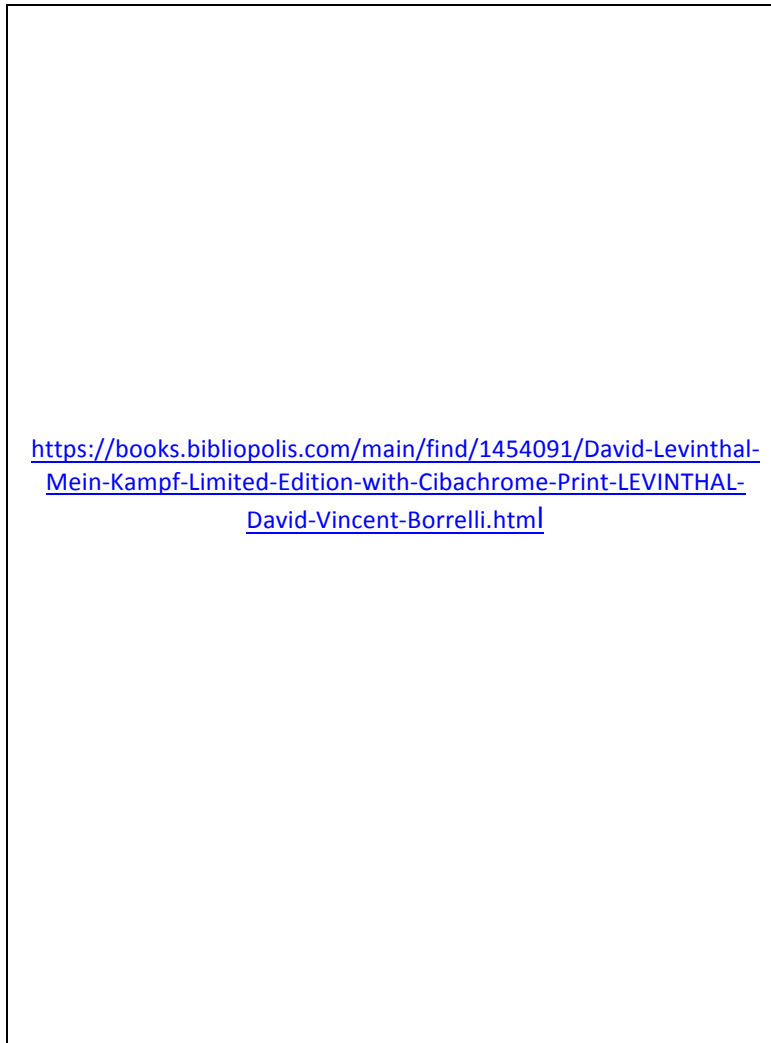 https://books.bibliopolis.com/main/find/1454091/David-Levinthal-
Mein-Kampf-Limited-Edition-with-Cibachrome-Print-LEVINTHAL-
David-Vincent-Borrelli.html